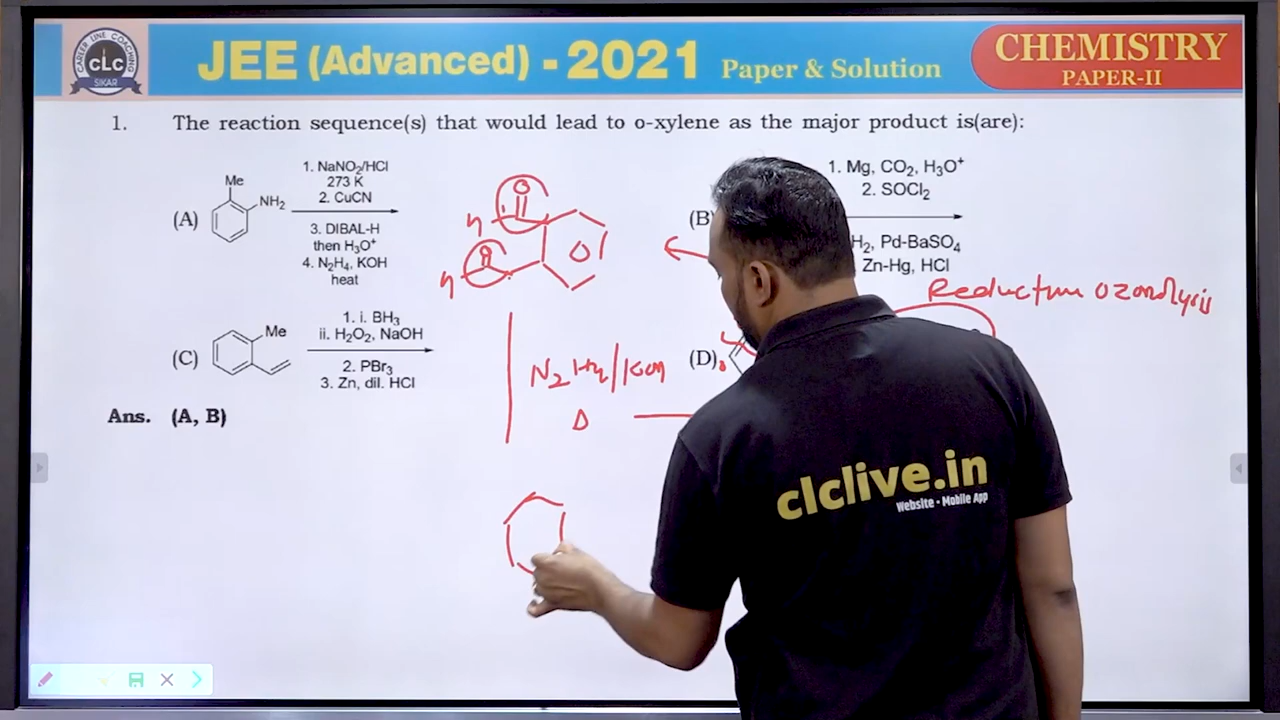 CAREER LINE COACHING
CLC
SIKAR
JEE (Advanced) - 2021 Paper & Solution
CHEMISTRY
PAPER-II
1. The reaction sequence(s) that would lead to o-xylene as the major product is(are):
(A)
Me
NH₂
1. NaNO₂/HCl
273 K
2. CuCN
3. DIBAL-H
then H₃O⁺
4. N₂H₄, KOH
heat
O
H
O
H
(B)
1. Mg, CO₂, H₃O⁺
2. SOCl₂
H₂, Pd-BaSO₄
Zn-Hg, HCl
ozonolysis
(C)
Me
1. i. BH₃
ii. H₂O₂, NaOH
2. PBr₃
3. Zn, dil. HCl
N₂H₄/KOH
Δ
(D)
Ans. (A, B)
clclive.in
Website • Mobile App